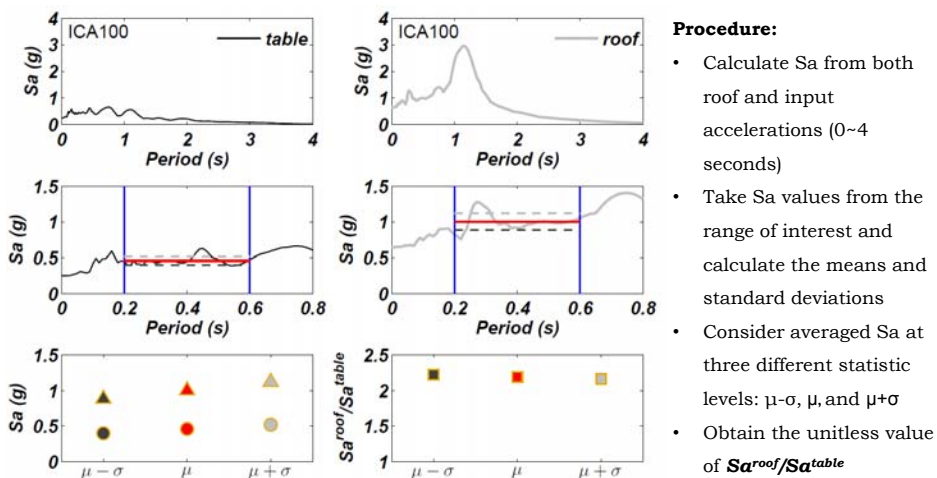 ICA100
table
Sa (g)
4
3
2
1
0
0 1 2 3 4
Period (s)
ICA100
roof
Sa (g)
4
3
2
1
0
0 1 2 3 4
Period (s)
Sa (g)
1.5
1
0.5
0
0 0.2 0.4 0.6 0.8
Period (s)
Sa (g)
1.5
1
0.5
0
0 0.2 0.4 0.6 0.8
Period (s)
Sa (g)
1.5
1
0.5
0
μ − σ μ μ + σ
Sa^roof/Sa^table
2.5
2
1.5
1
μ − σ μ μ + σ
Procedure:
• Calculate Sa from both
roof and input
accelerations (0~4
seconds)
• Take Sa values from the
range of interest and
calculate the means and
standard deviations
• Consider averaged Sa at
three different statistic
levels: μ-σ, μ, and μ+σ
• Obtain the unitless value
of Sa^roof/Sa^table